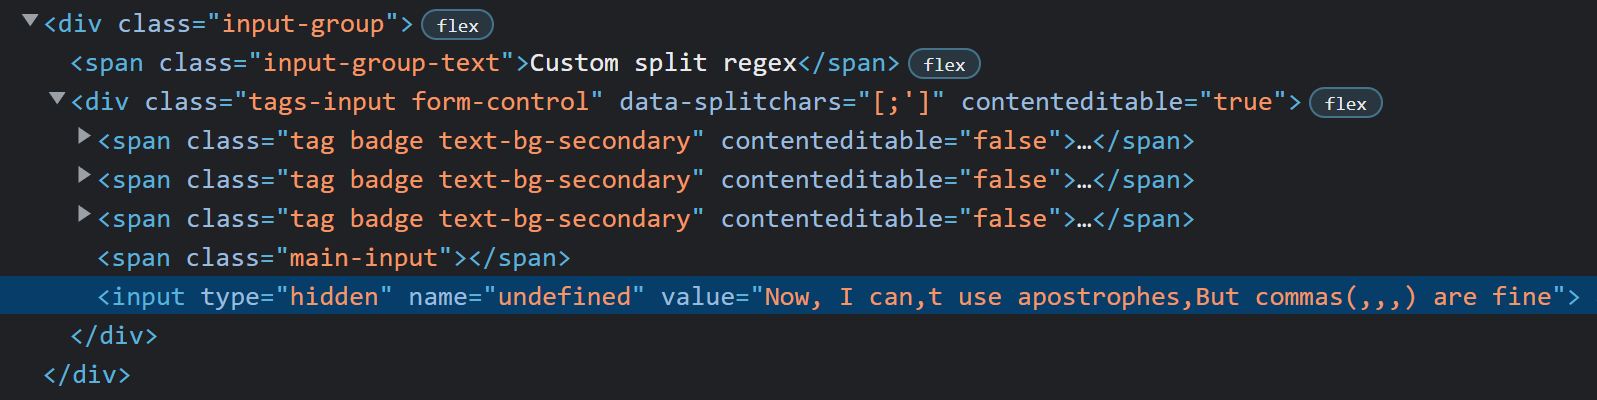 <div class="input-group"> flex
<span class="input-group-text">Custom split regex</span> flex
<div class="tags-input form-control" data-splitchars="[;']" contenteditable="true"> flex
<span class="tag badge text-bg-secondary" contenteditable="false">…</span>
<span class="tag badge text-bg-secondary" contenteditable="false">…</span>
<span class="tag badge text-bg-secondary" contenteditable="false">…</span>
<span class="main-input"></span>
<input type="hidden" name="undefined" value="Now, I can,t use apostrophes,But commas(,,,) are fine">
</div>
</div>